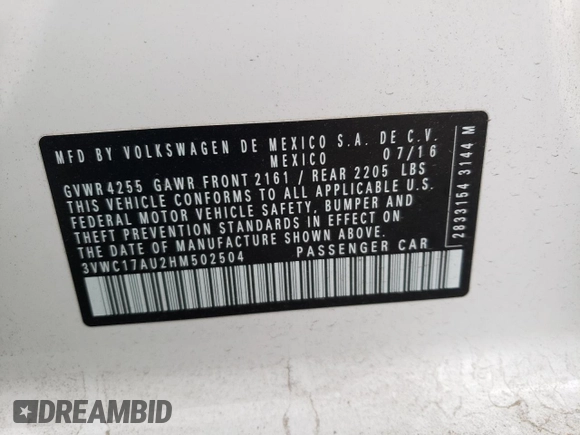 MFD BY VOLKSWAGEN DE MEXICO S.A. DE C.V.
MEXICO 07/16
GVWR 4255 GAWR FRONT 2161 / REAR 2205 LBS
THIS VEHICLE CONFORMS TO ALL APPLICABLE U.S.
FEDERAL MOTOR VEHICLE SAFETY, BUMPER AND
THEFT PREVENTION STANDARDS IN EFFECT ON
THE DATE OF MANUFACTURE SHOWN ABOVE.
3VWC17AU2HM502504 PASSENGER CAR
2833154 3144 M
DREAMBID